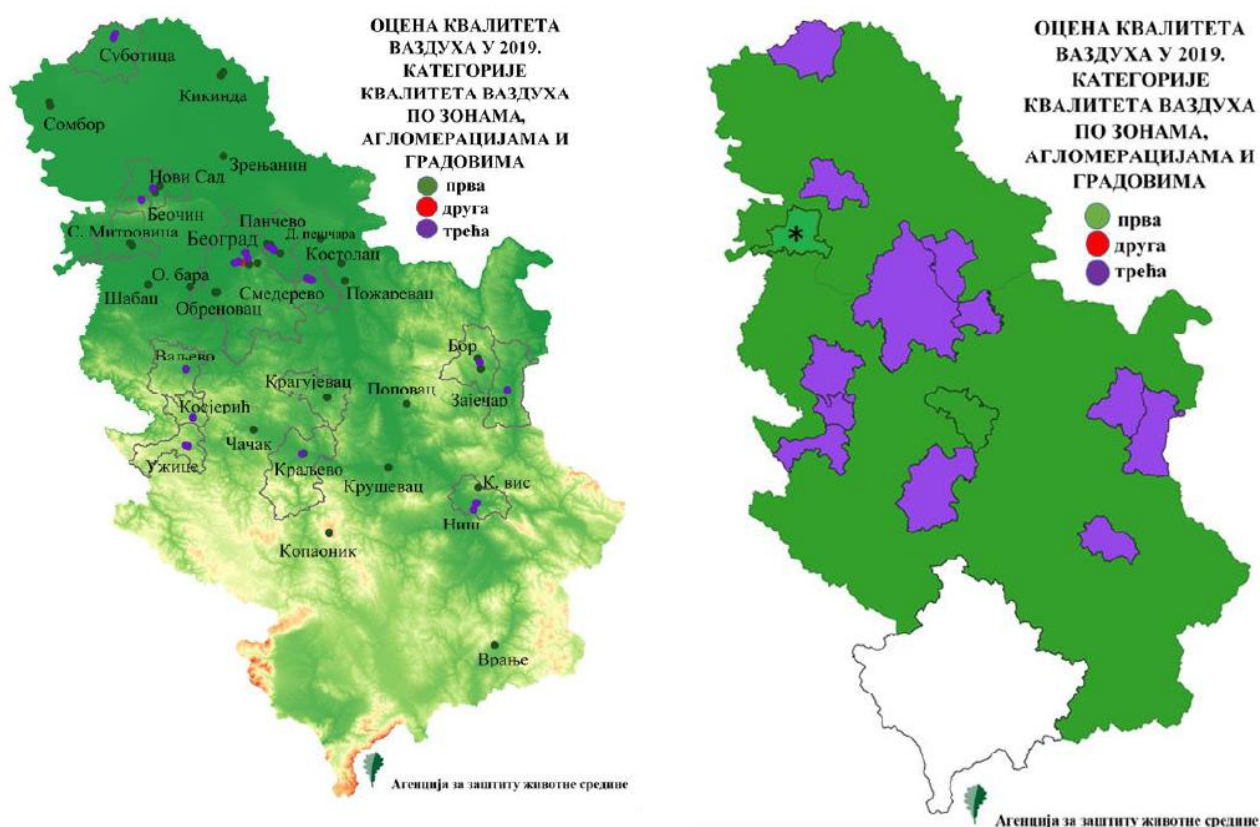 ОЦЕНА КВАЛИТЕТА
ВАЗДУХА У 2019.
КАТЕГОРИЈЕ
КВАЛИТЕТА ВАЗДУХА
ПО ЗОНАМА,
АГЛОМЕРАЦИЈАМА И
ГРАДОВИМА
прва
друга
трећа
Суботица
Кикинда
Сомбор
Зрењанин
Нови Сад
Беочин
С. Митровица
Панчево
Београд
Д. пешчара
Костолац
О. бара
Шабац
Смедерево
Пожаревац
Обреновац
Ваљево
Бор
Крагујевац
Поповац
Зајечар
Косјерић
Чачак
Ужице
Краљево
Крушевац
К. вис
Ниш
Копаоник
Врање
Агенција за заштиту животне средине
ОЦЕНА КВАЛИТЕТА
ВАЗДУХА У 2019.
КАТЕГОРИЈЕ
КВАЛИТЕТА ВАЗДУХА
ПО ЗОНАМА,
АГЛОМЕРАЦИЈАМА И
ГРАДОВИМА
прва
друга
трећа
*
Агенција за заштиту животне средине